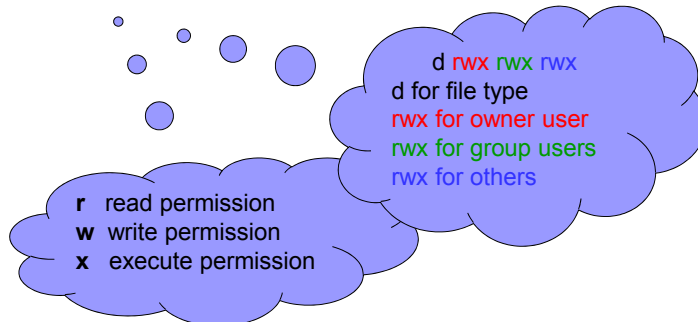 d rwx rwx rwx
d for file type
rwx for owner user
rwx for group users
rwx for others
r read permission
w write permission
x execute permission